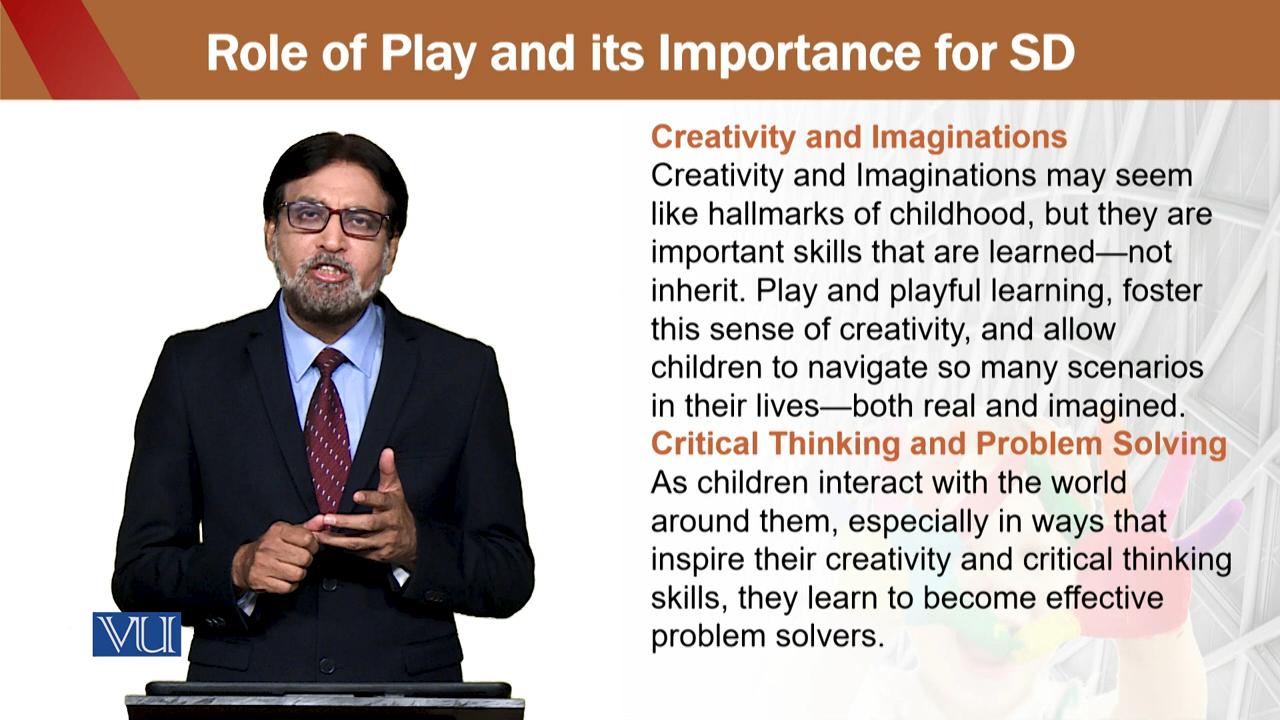 Role of Play and its Importance for SD
Creativity and Imaginations
Creativity and Imaginations may seem
like hallmarks of childhood, but they are
important skills that are learned—not
inherit. Play and playful learning, foster
this sense of creativity, and allow
children to navigate so many scenarios
in their lives—both real and imagined.
Critical Thinking and Problem Solving
As children interact with the world
around them, especially in ways that
inspire their creativity and critical thinking
skills, they learn to become effective
problem solvers.
VU